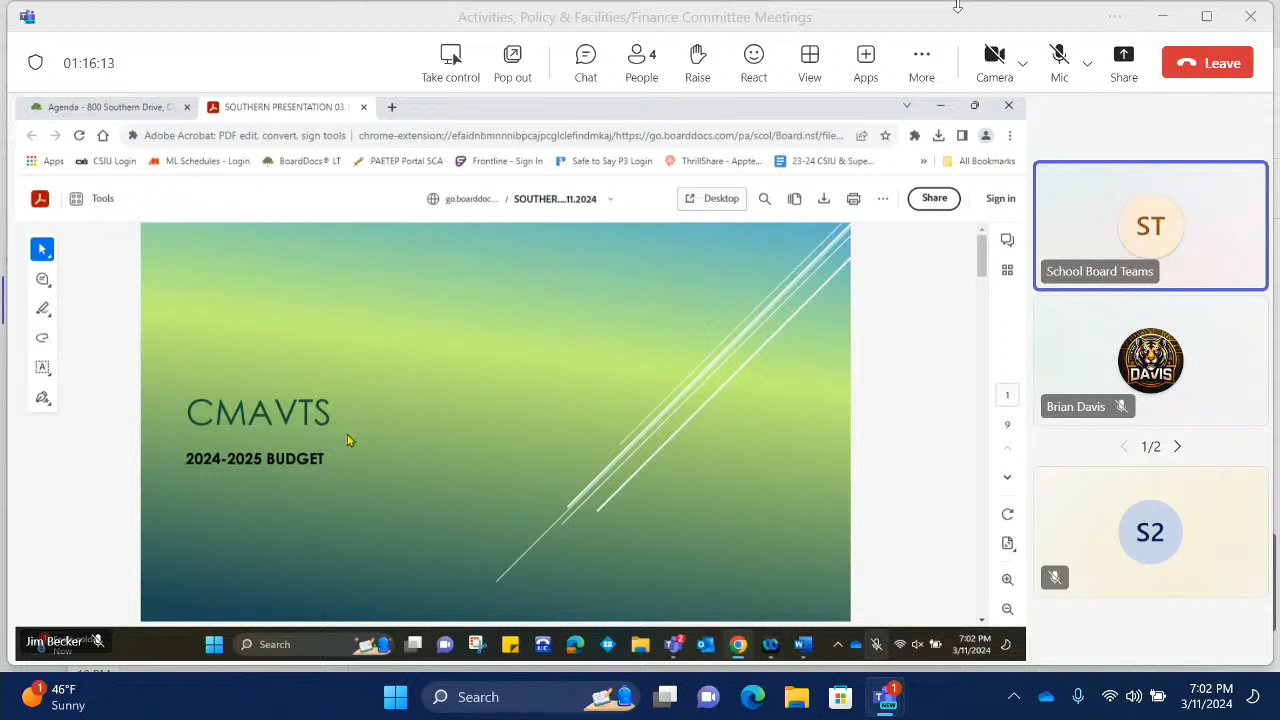 Activities, Policy & Facilities/Finance Committee Meetings
01:16:13
Take control
Pop out
Chat
4
People
Raise
React
View
Apps
More
Camera
Mic
Share
Leave
Agenda - 800 Southern Drive, C
SOUTHERN PRESENTATION 03.
Adobe Acrobat: PDF edit, convert, sign tools
chrome-extension://efaidnbmnnnibpcajpcglclefindmkaj/https://go.boarddocs.com/pa/scol/Board.nsf/file...
Apps
CSIU Login
ML Schedules - Login
BoardDocs® LT
PAETEP Portal SCA
Frontline - Sign In
Safe to Say P3 Login
ThrillShare - Appte...
23-24 CSIU & Supe...
»
All Bookmarks
Tools
go.boarddoc... / SOUTHER....11.2024
Desktop
Share
Sign in
CMAVTS
2024-2025 BUDGET
1
9
ST
School Board Teams
DAVIS
Brian Davis
1/2
S2
Jim Becker
Now
Search
2
7:02 PM
3/11/2024
1
46°F
Sunny
Search
1
NEW
7:02 PM
3/11/2024